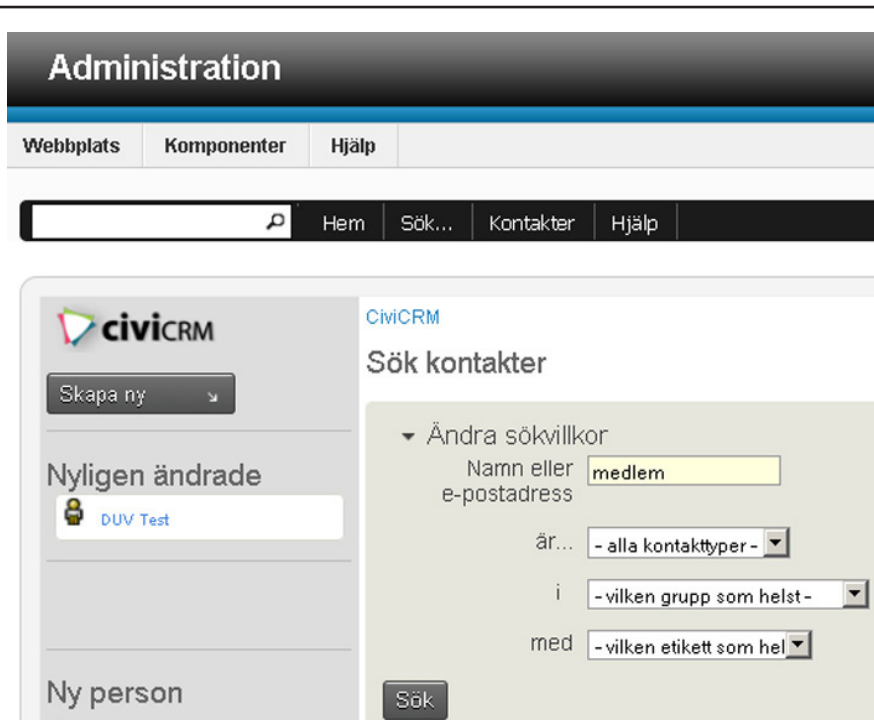 Administration
Webbplats Komponenter Hjälp
Hem Sök... Kontakter Hjälp
civiCRM
Skapa ny
Nyligen ändrade
DUV Test
Ny person
CiviCRM
Sök kontakter
Ändra sökvillkor
Namn eller
e-postadress
medlem
är... - alla kontakttyper -
i - vilken grupp som helst -
med - vilken etikett som hel
Sök